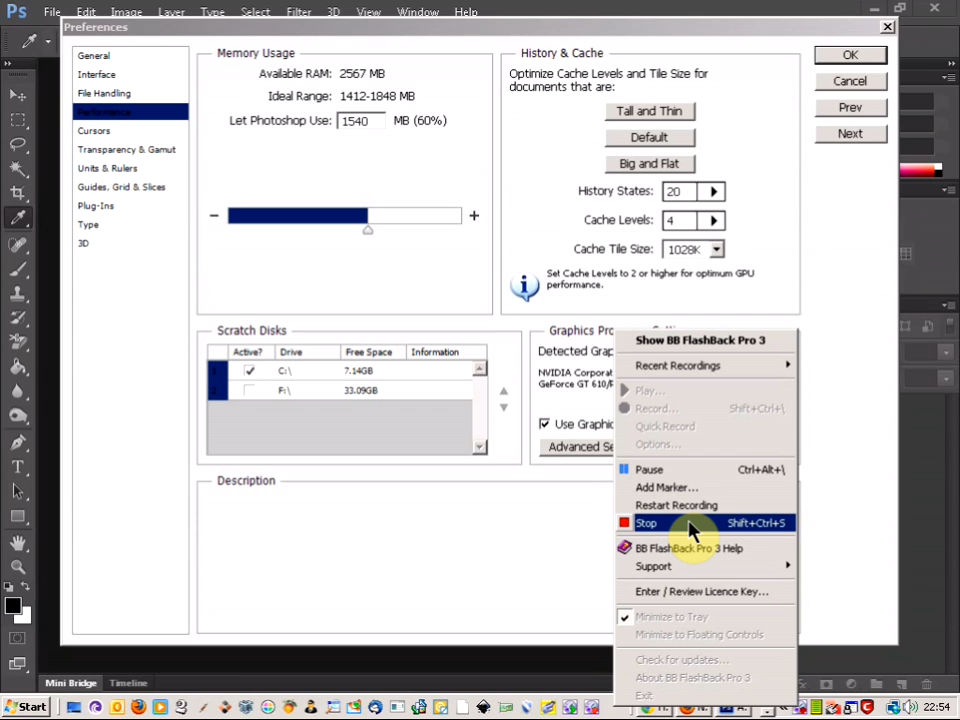 Ps File Edit Image Layer Type Select Filter 3D View Window Help
Preferences
General
Interface
File Handling
Performance
Cursors
Transparency & Gamut
Units & Rulers
Guides, Grid & Slices
Plug-Ins
Type
3D
Memory Usage
Available RAM: 2567 MB
Ideal Range: 1412-1848 MB
Let Photoshop Use: 1540 MB (60%)
- +
History & Cache
Optimize Cache Levels and Tile Size for
documents that are:
Tall and Thin
Default
Big and Flat
History States: 20
Cache Levels: 4
Cache Tile Size: 1028K
Set Cache Levels to 2 or higher for optimum GPU
performance.
OK
Cancel
Prev
Next
Scratch Disks
Active? Drive Free Space Information
1 C:\ 7.14GB
2 F:\ 33.09GB
Detected Grap
NVIDIA Corporat
GeForce GT 610/
Use Graphic
Advanced Se
Description
Show BB FlashBack Pro 3
Recent Recordings
Play...
Record... Shift+Ctrl+\
Quick Record
Options...
Pause Ctrl+Alt+\
Add Marker...
Restart Recording
Stop Shift+Ctrl+S
BB FlashBack Pro 3 Help
Support
Enter / Review Licence Key...
Minimize to Tray
Minimize to Floating Controls
Check for updates...
About BB FlashBack Pro 3
Exit
Mini Bridge Timeline
Start
22:54